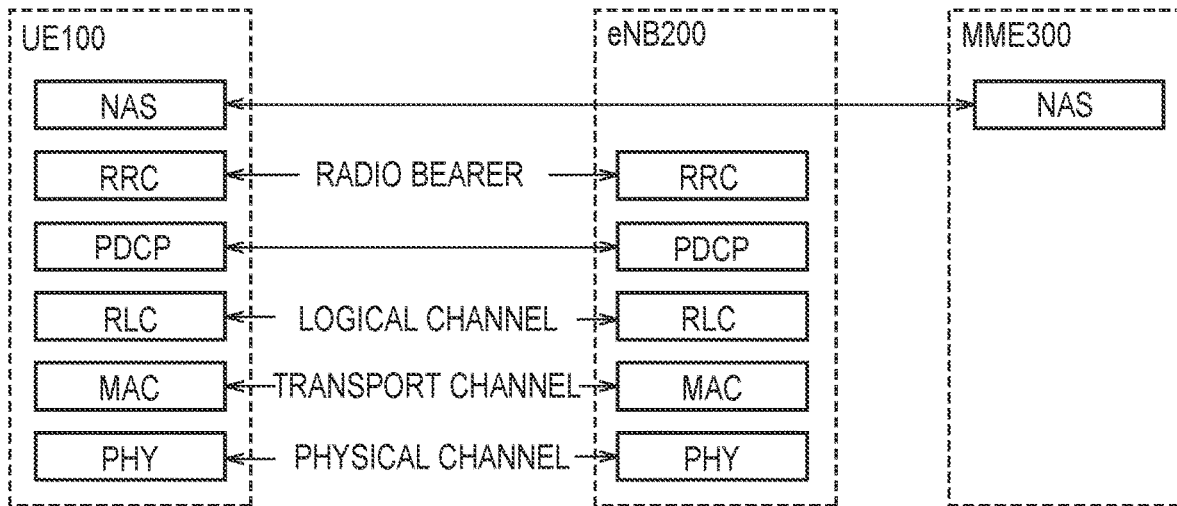 UE100 eNB200 MME300
NAS NAS
RRC RADIO BEARER RRC
PDCP PDCP
RLC LOGICAL CHANNEL RLC
MAC TRANSPORT CHANNEL MAC
PHY PHYSICAL CHANNEL PHY